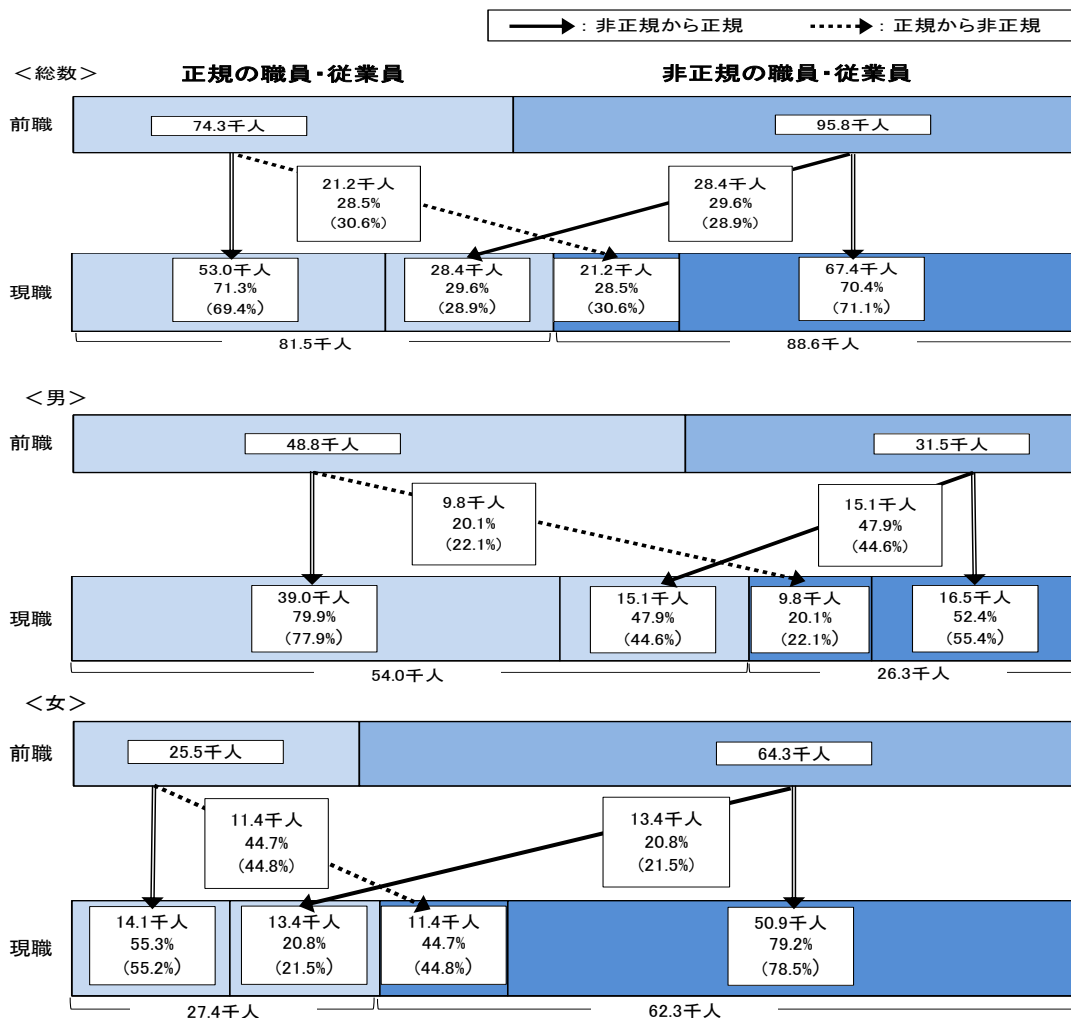 ：非正規から正規
：正規から非正規
＜総数＞
正規の職員・従業員
非正規の職員・従業員
前職
74.3千人
95.8千人
21.2千人
28.5%
(30.6%)
28.4千人
29.6%
(28.9%)
現職
53.0千人
71.3%
(69.4%)
28.4千人
29.6%
(28.9%)
21.2千人
28.5%
(30.6%)
67.4千人
70.4%
(71.1%)
81.5千人
88.6千人
＜男＞
前職
48.8千人
31.5千人
9.8千人
20.1%
(22.1%)
15.1千人
47.9%
(44.6%)
現職
39.0千人
79.9%
(77.9%)
15.1千人
47.9%
(44.6%)
9.8千人
20.1%
(22.1%)
16.5千人
52.4%
(55.4%)
54.0千人
26.3千人
＜女＞
前職
25.5千人
64.3千人
11.4千人
44.7%
(44.8%)
13.4千人
20.8%
(21.5%)
現職
14.1千人
55.3%
(55.2%)
13.4千人
20.8%
(21.5%)
11.4千人
44.7%
(44.8%)
50.9千人
79.2%
(78.5%)
27.4千人
62.3千人